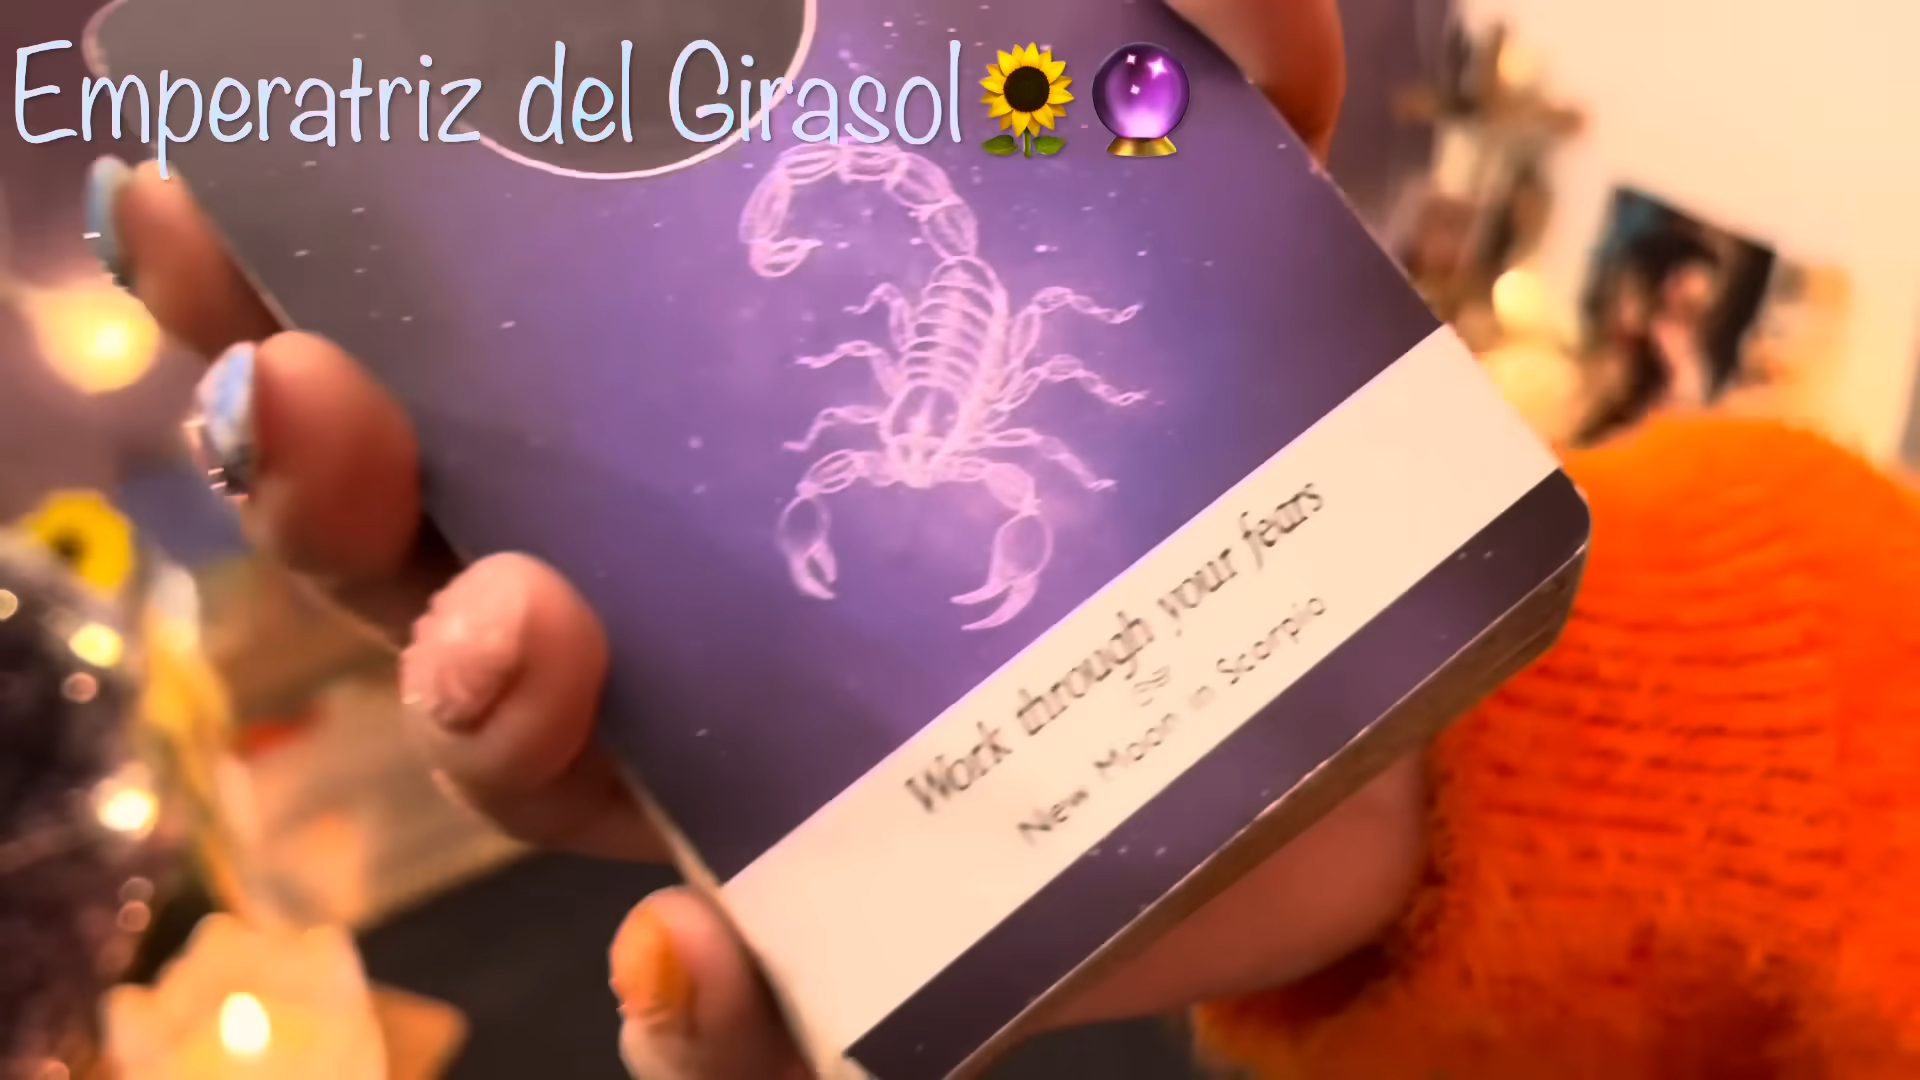 Emperatriz del Girasol🌻🔮
Work through your fears
New Moon in Scorpio